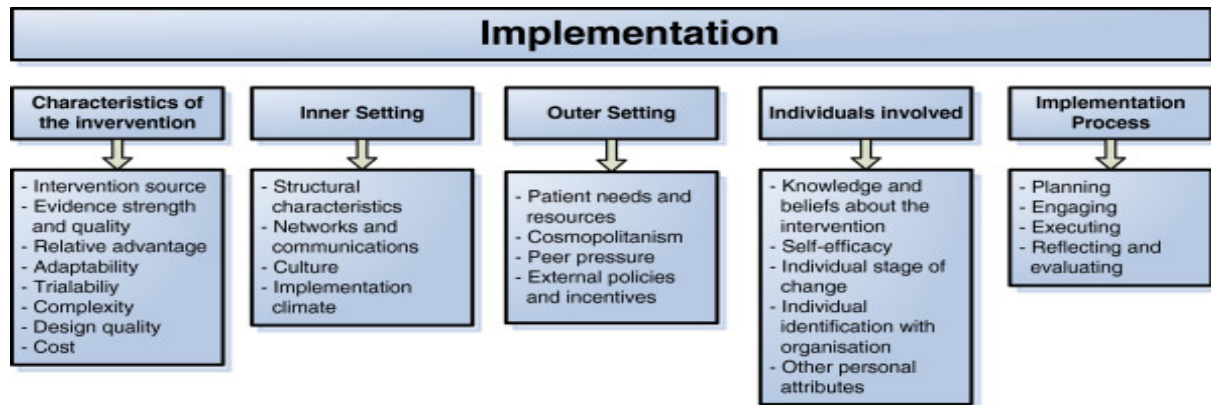 Implementation
Characteristics of
the invervention
- Intervention source
- Evidence strength
and quality
- Relative advantage
- Adaptability
- Trialabiliy
- Complexity
- Design quality
- Cost
Inner Setting
- Structural
characteristics
- Networks and
communications
- Culture
- Implementation
climate
Outer Setting
- Patient needs and
resources
- Cosmopolitanism
- Peer pressure
- External policies
and incentives
Individuals involved
- Knowledge and
beliefs about the
intervention
- Self-efficacy
- Individual stage of
change
- Individual
identification with
organisation
- Other personal
attributes
Implementation
Process
- Planning
- Engaging
- Executing
- Reflecting and
evaluating